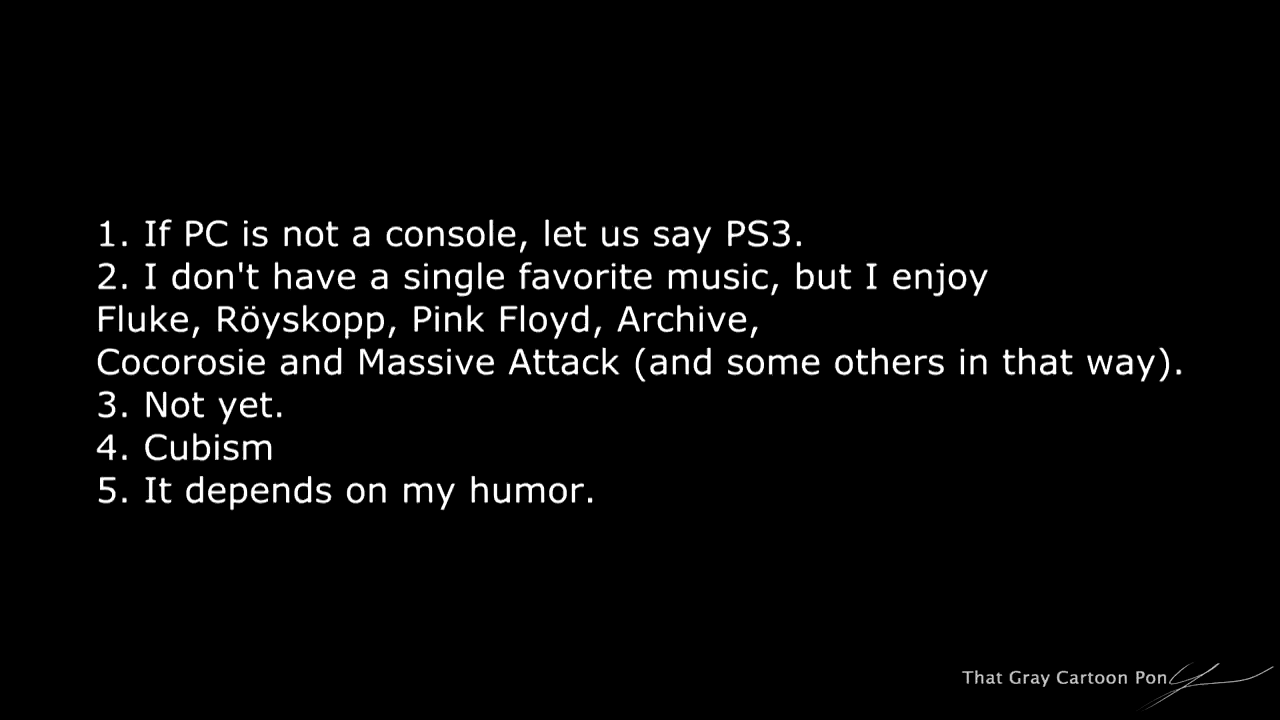 1. If PC is not a console, let us say PS3.
2. I don't have a single favorite music, but I enjoy
Fluke, Röyskopp, Pink Floyd, Archive,
Cocorosie and Massive Attack (and some others in that way).
3. Not yet.
4. Cubism
5. It depends on my humor.
That Gray Cartoon Pony